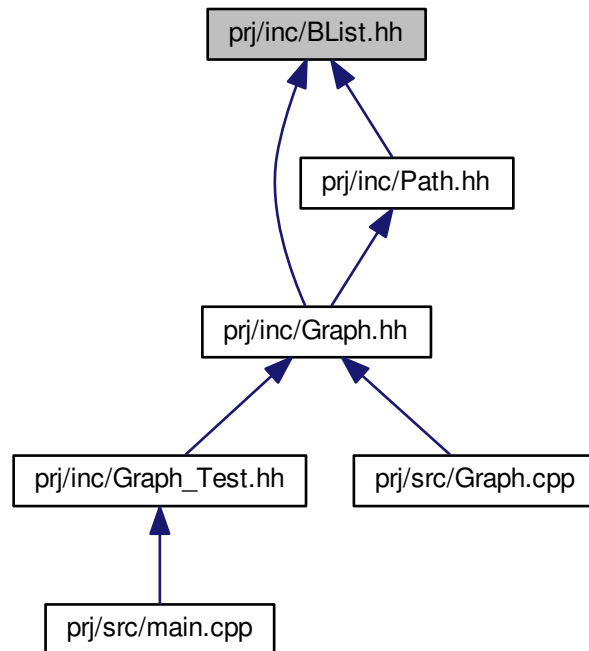 prj/inc/BList.hh
prj/inc/Path.hh
prj/inc/Graph.hh
prj/inc/Graph_Test.hh
prj/src/Graph.cpp
prj/src/main.cpp